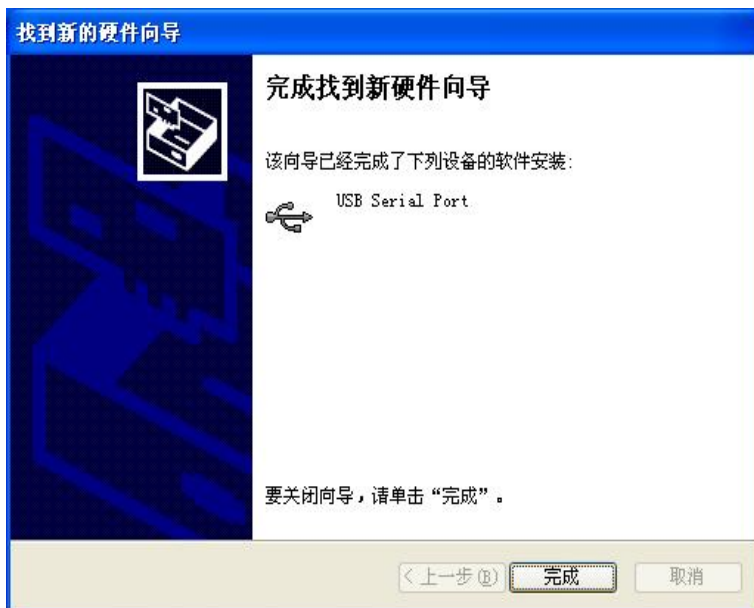 找到新的硬件向导
完成找到新硬件向导
该向导已经完成了下列设备的软件安装:
USB Serial Port
要关闭向导,请单击“完成”。
< 上一步(B)
完成
取消